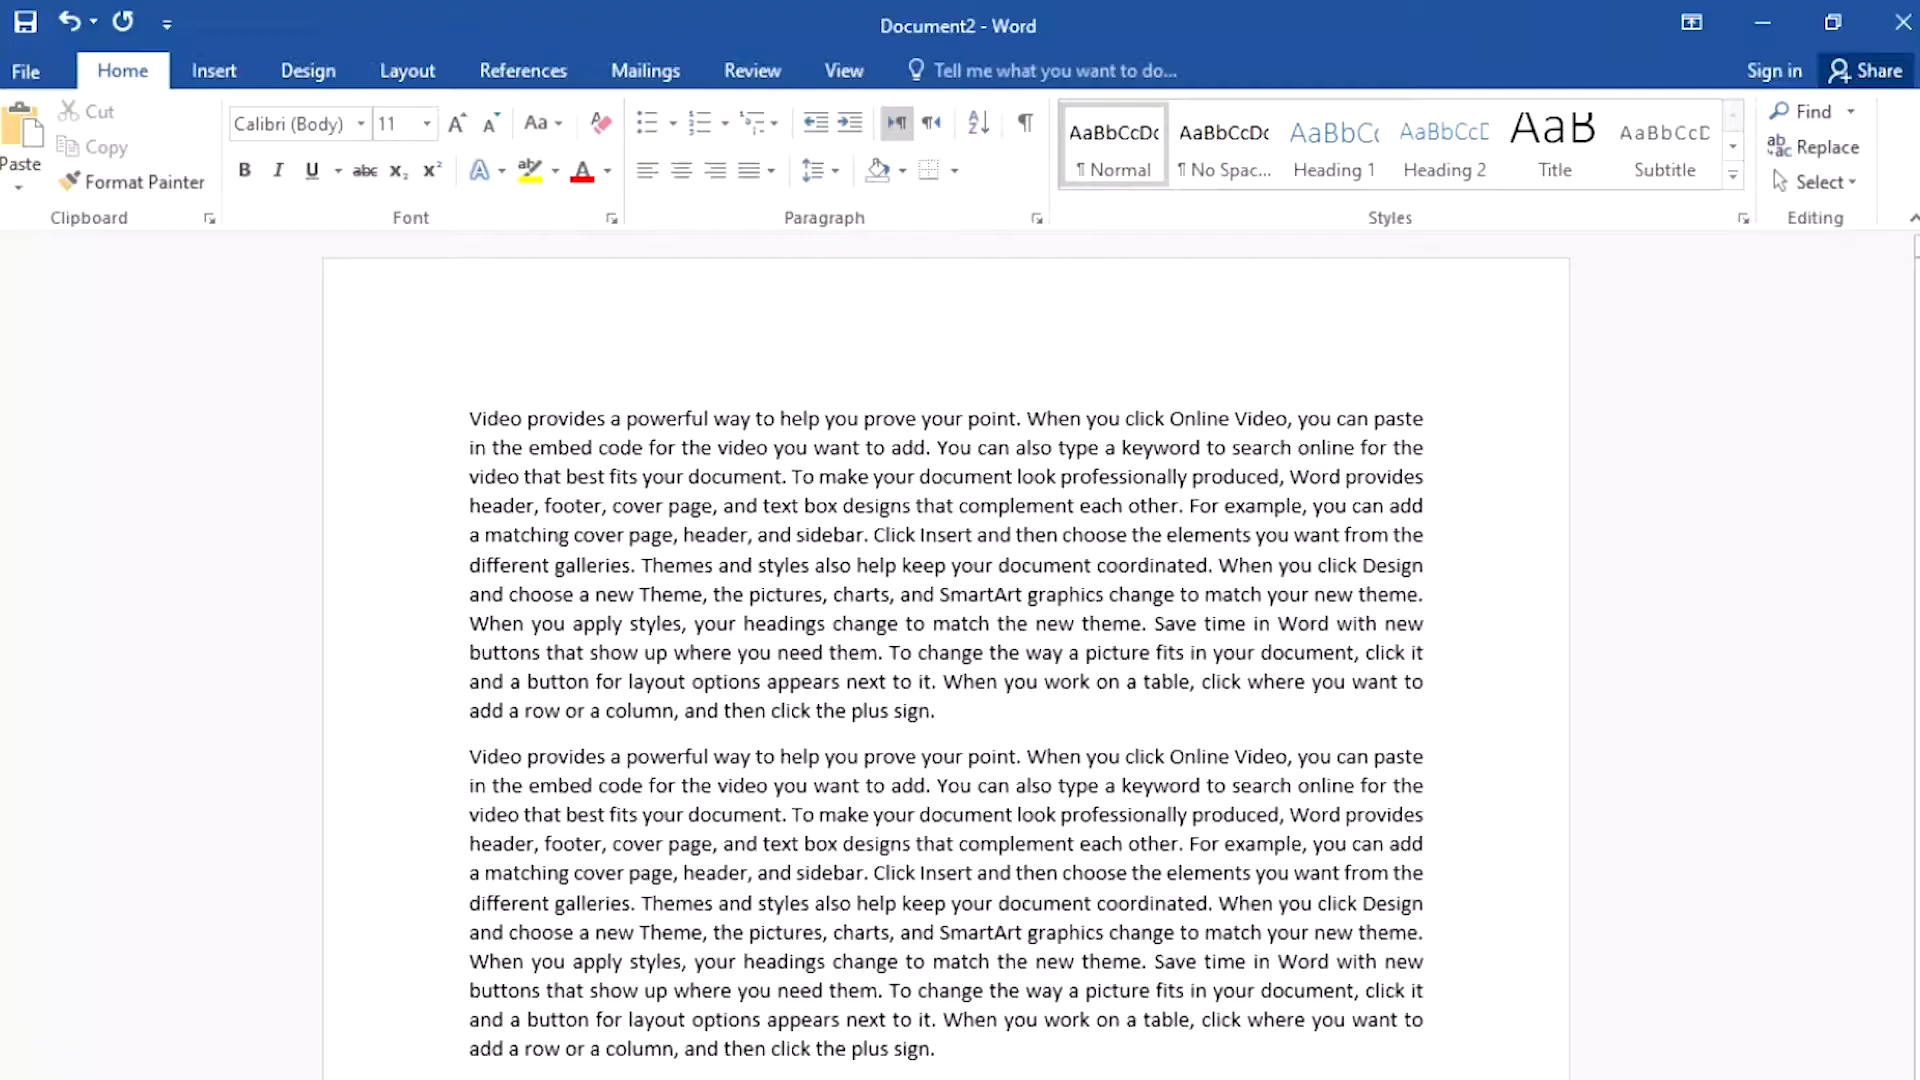 Document2 - Word
File Home Insert Design Layout References Mailings Review View Tell me what you want to do... Sign in Share
Paste
Cut
Copy
Format Painter
Clipboard
Calibri (Body) 11
Aa
B I U abc X₂ X² A ab A
Font
Paragraph
AaBbCcDc AaBbCcDc AaBbC( AaBbCcC AaB AaBbCcC
¶ Normal ¶ No Spac... Heading 1 Heading 2 Title Subtitle
Styles
Find
Replace
Select
Editing
Video provides a powerful way to help you prove your point. When you click Online Video, you can paste
in the embed code for the video you want to add. You can also type a keyword to search online for the
video that best fits your document. To make your document look professionally produced, Word provides
header, footer, cover page, and text box designs that complement each other. For example, you can add
a matching cover page, header, and sidebar. Click Insert and then choose the elements you want from the
different galleries. Themes and styles also help keep your document coordinated. When you click Design
and choose a new Theme, the pictures, charts, and SmartArt graphics change to match your new theme.
When you apply styles, your headings change to match the new theme. Save time in Word with new
buttons that show up where you need them. To change the way a picture fits in your document, click it
and a button for layout options appears next to it. When you work on a table, click where you want to
add a row or a column, and then click the plus sign.
Video provides a powerful way to help you prove your point. When you click Online Video, you can paste
in the embed code for the video you want to add. You can also type a keyword to search online for the
video that best fits your document. To make your document look professionally produced, Word provides
header, footer, cover page, and text box designs that complement each other. For example, you can add
a matching cover page, header, and sidebar. Click Insert and then choose the elements you want from the
different galleries. Themes and styles also help keep your document coordinated. When you click Design
and choose a new Theme, the pictures, charts, and SmartArt graphics change to match your new theme.
When you apply styles, your headings change to match the new theme. Save time in Word with new
buttons that show up where you need them. To change the way a picture fits in your document, click it
and a button for layout options appears next to it. When you work on a table, click where you want to
add a row or a column, and then click the plus sign.